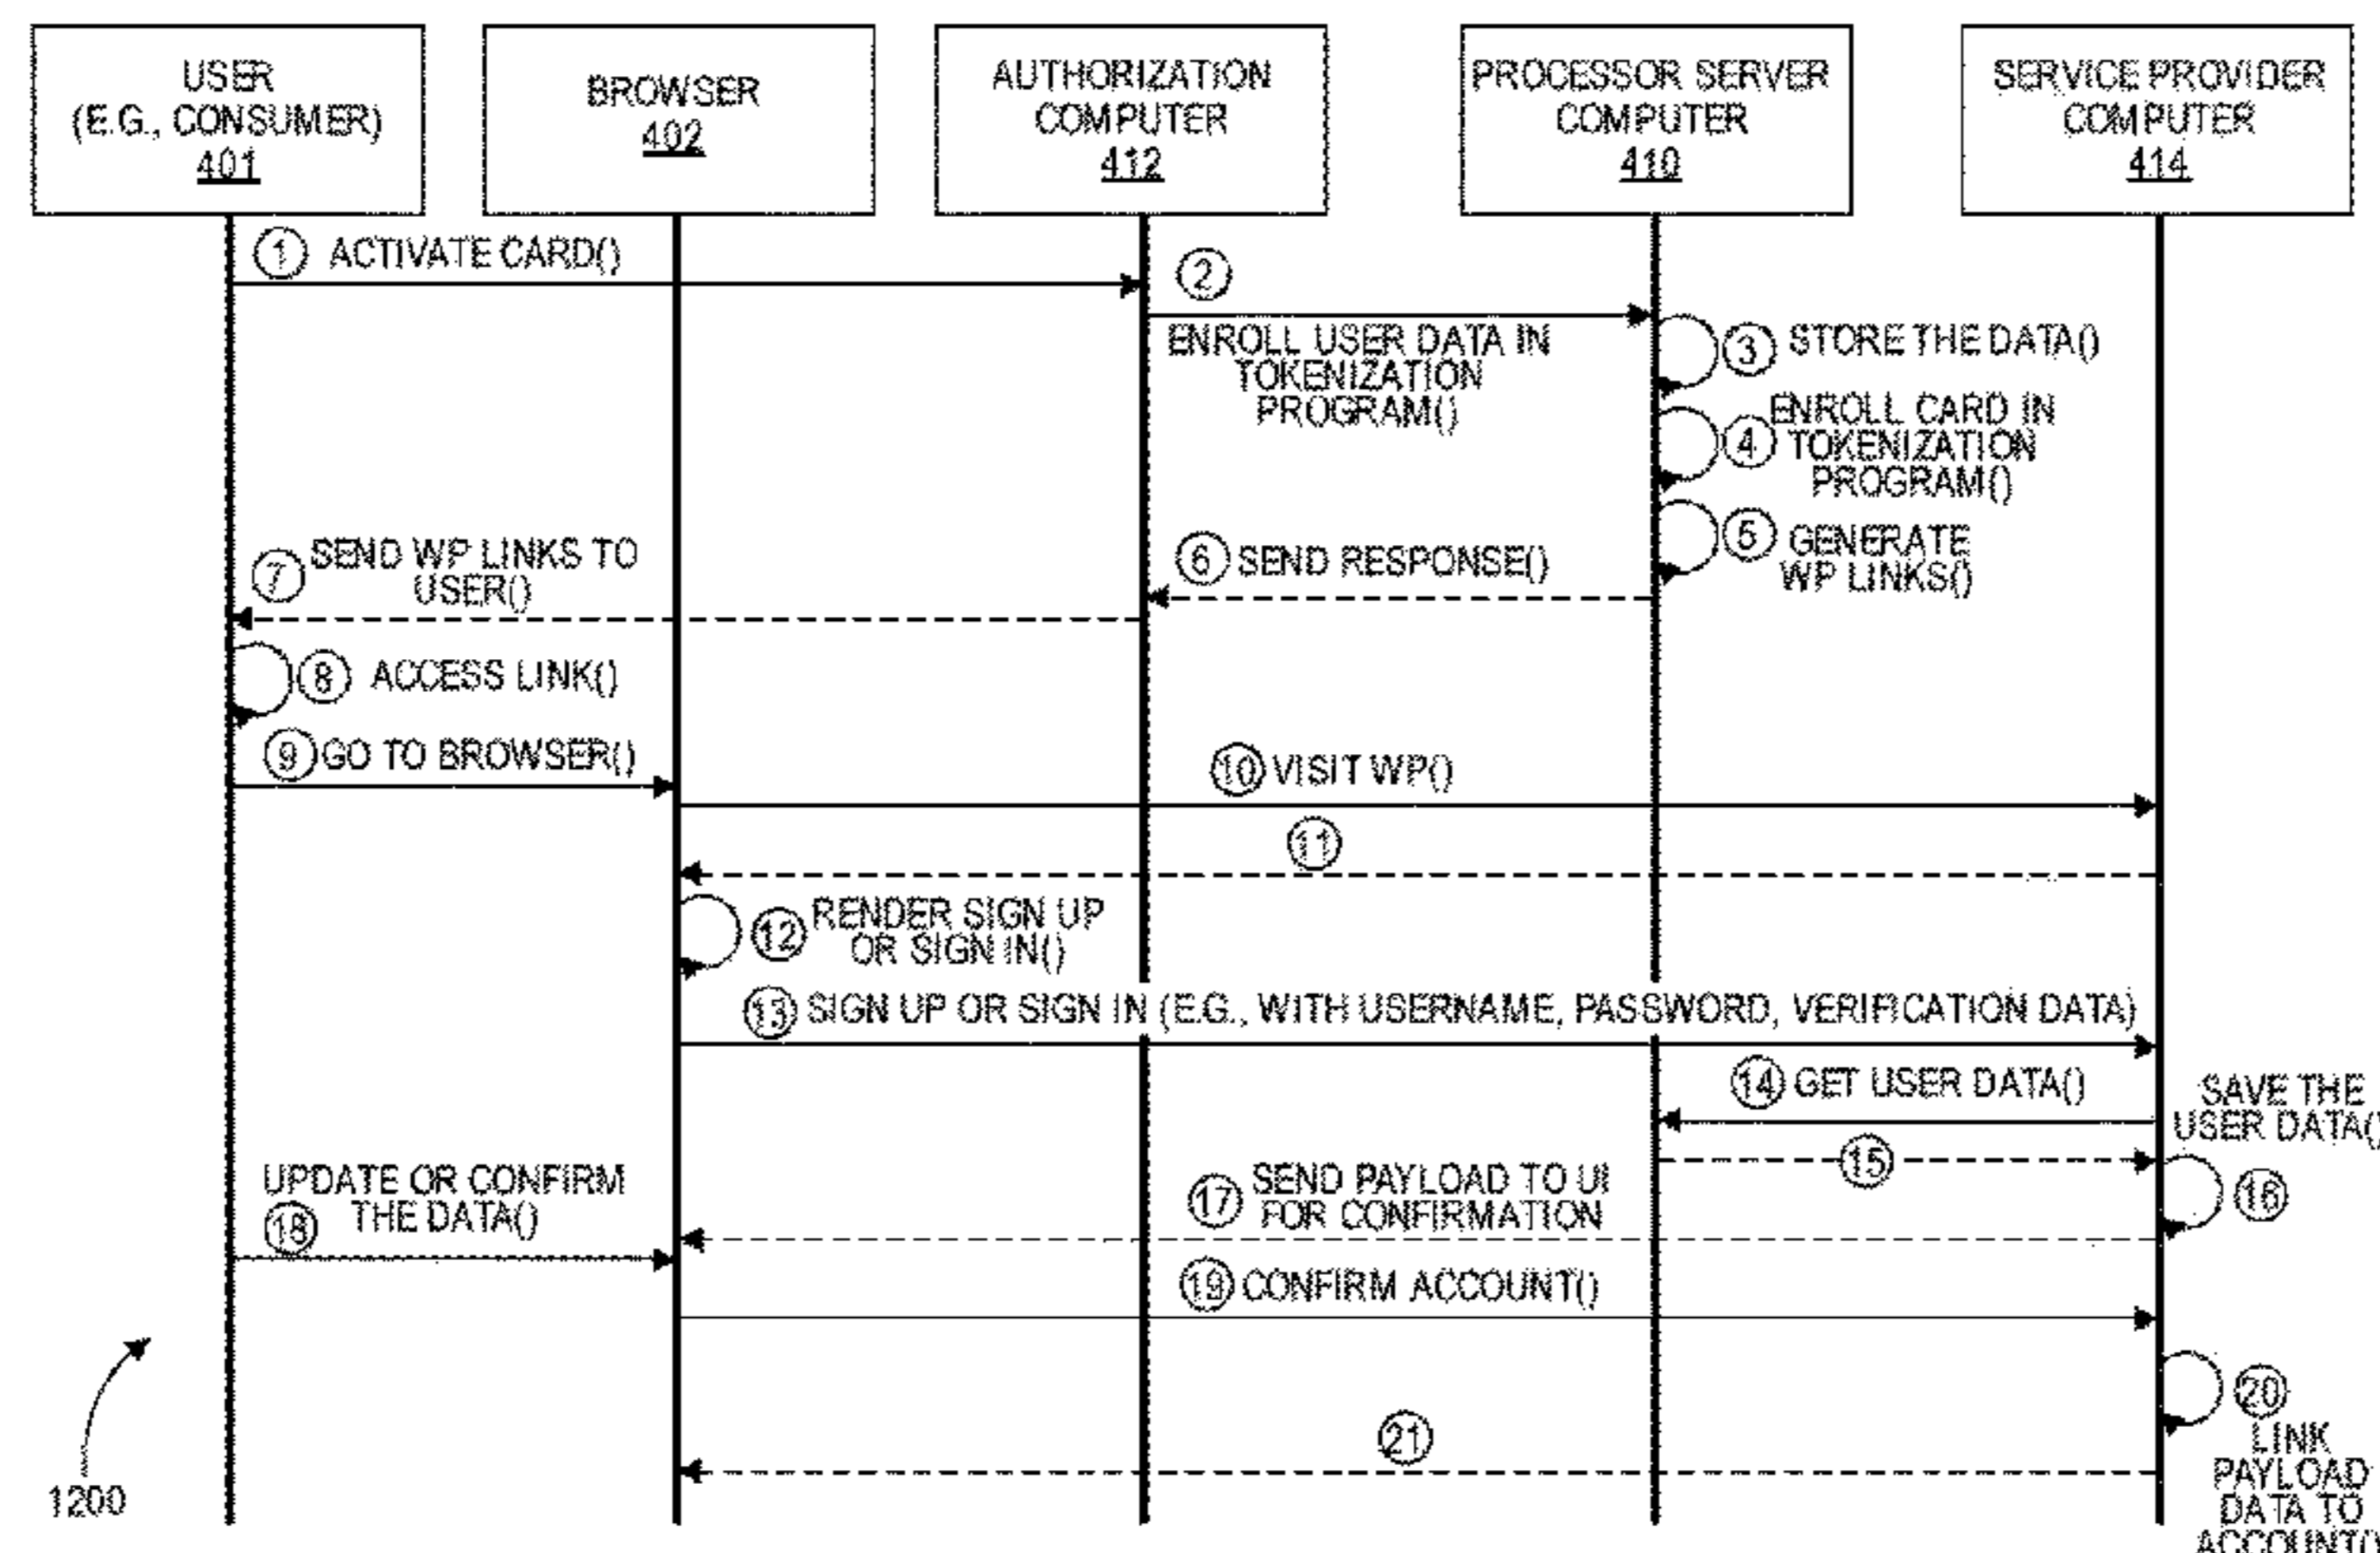 USER
(E.G., CONSUMER)
401
BROWSER
402
AUTHORIZATION
COMPUTER
412
PROCESSOR SERVER
COMPUTER
410
SERVICE PROVIDER
COMPUTER
414
1 ACTIVATE CARD()
2
ENROLL USER DATA IN
TOKENIZATION
PROGRAM()
3 STORE THE DATA()
4 ENROLL CARD IN
TOKENIZATION
PROGRAM()
5 GENERATE
WP LINKS()
6 SEND RESPONSE()
7 SEND WP LINKS TO
USER()
8 ACCESS LINK()
9 GO TO BROWSER()
10 VISIT WP()
11
12 RENDER SIGN UP
OR SIGN IN()
13 SIGN UP OR SIGN IN (E.G., WITH USERNAME, PASSWORD, VERIFICATION DATA)
14 GET USER DATA()
SAVE THE
USER DATA()
15
16
17 SEND PAYLOAD TO UI
FOR CONFIRMATION
UPDATE OR CONFIRM
18 THE DATA()
19 CONFIRM ACCOUNT()
20
LINK
PAYLOAD
DATA TO
ACCOUNT()
21
1200